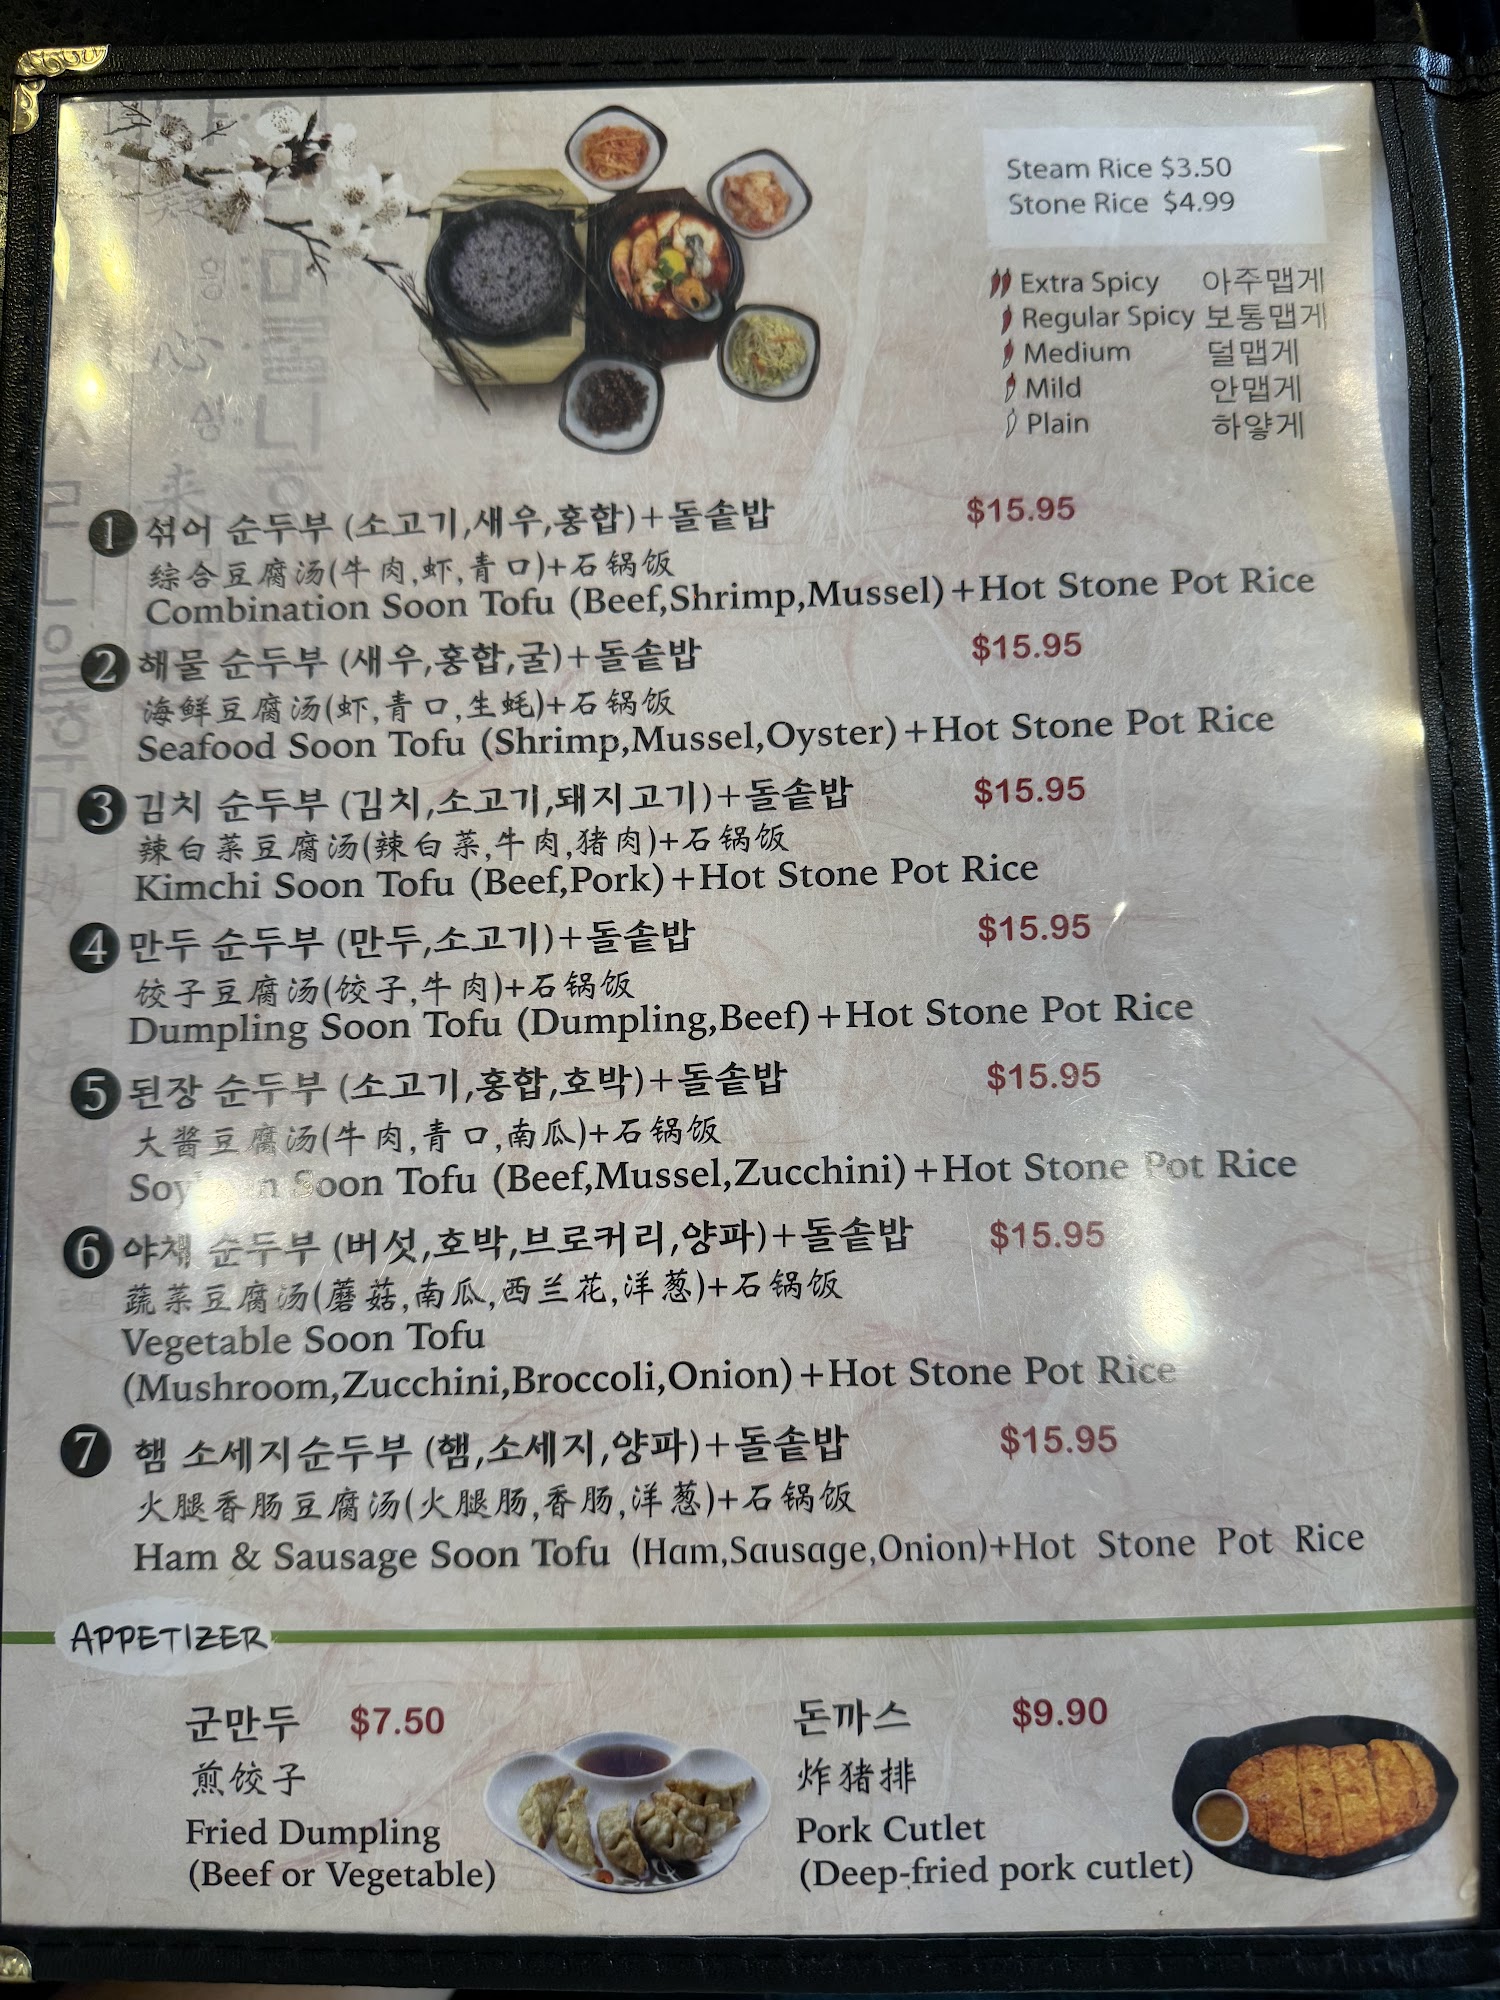 Steam Rice $3.50
Stone Rice $4.99
Extra Spicy 아주맵게
Regular Spicy 보통맵게
Medium 덜맵게
Mild 안맵게
Plain 하얗게
1 섞어 순두부 (소고기,새우,홍합)+돌솥밥 $15.95
综合豆腐汤(牛肉,虾,青口)+石锅饭
Combination Soon Tofu (Beef,Shrimp,Mussel)+Hot Stone Pot Rice
2 해물 순두부 (새우,홍합,굴)+돌솥밥 $15.95
海鲜豆腐汤(虾,青口,生蚝)+石锅饭
Seafood Soon Tofu (Shrimp,Mussel,Oyster)+Hot Stone Pot Rice
3 김치 순두부 (김치,소고기,돼지고기)+돌솥밥 $15.95
辣白菜豆腐汤(辣白菜,牛肉,猪肉)+石锅饭
Kimchi Soon Tofu (Beef,Pork)+Hot Stone Pot Rice
4 만두 순두부 (만두,소고기)+돌솥밥 $15.95
饺子豆腐汤(饺子,牛肉)+石锅饭
Dumpling Soon Tofu (Dumpling,Beef)+Hot Stone Pot Rice
5 된장 순두부 (소고기,홍합,호박)+돌솥밥 $15.95
大酱豆腐汤(牛肉,青口,南瓜)+石锅饭
Soon Tofu (Beef,Mussel,Zucchini)+Hot Stone Pot Rice
6 야채 순두부 (버섯,호박,브로커리,양파)+돌솥밥 $15.95
蔬菜豆腐汤(蘑菇,南瓜,西兰花,洋葱)+石锅饭
Vegetable Soon Tofu
(Mushroom,Zucchini,Broccoli,Onion)+Hot Stone Pot Rice
7 햄 소세지순두부 (햄,소세지,양파)+돌솥밥 $15.95
火腿香肠豆腐汤(火腿肠,香肠,洋葱)+石锅饭
Ham & Sausage Soon Tofu (Ham,Sausage,Onion)+Hot Stone Pot Rice
APPETIZER
군만두 $7.50
煎饺子
Fried Dumpling
(Beef or Vegetable)
돈까스 $9.90
炸猪排
Pork Cutlet
(Deep-fried pork cutlet)